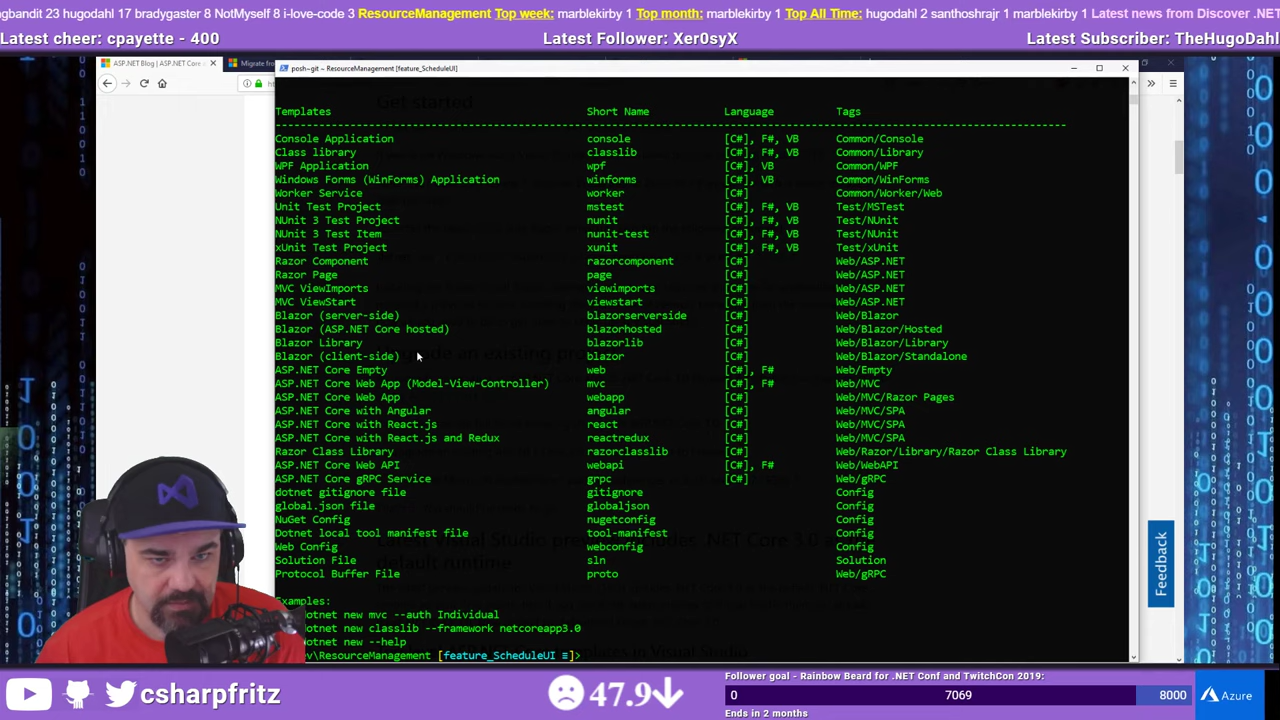 ngbandit 23 hugodahl 17 bradygaster 8 NotMyself 8 i-love-code 3 ResourceManagement Top week: marblekirby 1 Top month: marblekirby 1 Top All Time: hugodahl 2 santhoshrajr 1 marblekirby 1 Latest news from Discover .NET
Latest cheer: cpayette - 400
Latest Follower: Xer0syX
Latest Subscriber: TheHugoDahl
ASP.NET Blog | ASP.NET Core
Migrate from
posh~git ~ ResourceManagement [feature_ScheduleUI]
Get started
Templates Short Name Language Tags
Console Application console [C#], F#, VB Common/Console
Class library classlib [C#], F#, VB Common/Library
WPF Application wpf [C#], VB Common/WPF
Windows Forms (WinForms) Application winforms [C#], VB Common/WinForms
Worker Service worker [C#] Common/Worker/Web
Unit Test Project mstest [C#], F#, VB Test/MSTest
NUnit 3 Test Project nunit [C#], F#, VB Test/NUnit
NUnit 3 Test Item nunit-test [C#], F#, VB Test/NUnit
xUnit Test Project xunit [C#], F#, VB Test/xUnit
Razor Component razorcomponent [C#] Web/ASP.NET
Razor Page page [C#] Web/ASP.NET
MVC ViewImports viewimports [C#] Web/ASP.NET
MVC ViewStart viewstart [C#] Web/ASP.NET
Blazor (server-side) blazorserverside [C#] Web/Blazor
Blazor (ASP.NET Core hosted) blazorhosted [C#] Web/Blazor/Hosted
Blazor Library blazorlib [C#] Web/Blazor/Library
Blazor (client-side) blazor [C#] Web/Blazor/Standalone
ASP.NET Core Empty web [C#], F# Web/Empty
ASP.NET Core Web App (Model-View-Controller) mvc [C#], F# Web/MVC
ASP.NET Core Web App webapp [C#] Web/MVC/Razor Pages
ASP.NET Core with Angular angular [C#] Web/MVC/SPA
ASP.NET Core with React.js react [C#] Web/MVC/SPA
ASP.NET Core with React.js and Redux reactredux [C#] Web/MVC/SPA
Razor Class Library razorclasslib [C#] Web/Razor/Library/Razor Class Library
ASP.NET Core Web API webapi [C#], F# Web/WebAPI
ASP.NET Core gRPC Service grpc [C#] Web/gRPC
dotnet gitignore file gitignore Config
global.json file globaljson Config
NuGet Config nugetconfig Config
Dotnet local tool manifest file tool-manifest Config
Web Config webconfig Config
Solution File sln Solution
Protocol Buffer File proto Web/gRPC
Examples:
dotnet new mvc --auth Individual
dotnet new classlib --framework netcoreapp3.0
dotnet new --help
\ResourceManagement [feature_ScheduleUI ≡]>
Feedback
csharpfritz
47.9
Follower goal - Rainbow Beard for .NET Conf and TwitchCon 2019:
0 7069 8000
Ends in 2 months
Azure